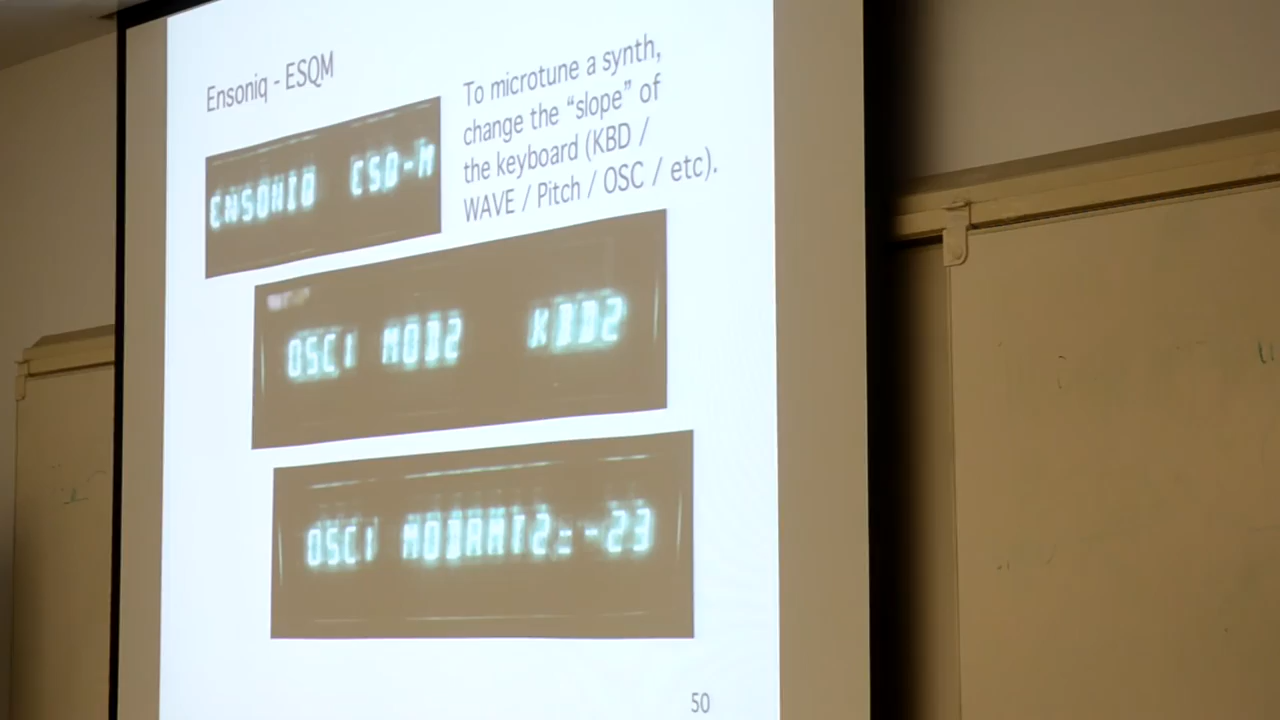 Ensoniq - ESQM
To microtune a synth,
change the “slope” of
the keyboard (KBD /
WAVE / Pitch / OSC / etc).
ENSONIQ ESQ-M
OSC1 MOD2 KBD2
OSC1 MODAMT2=-23
50